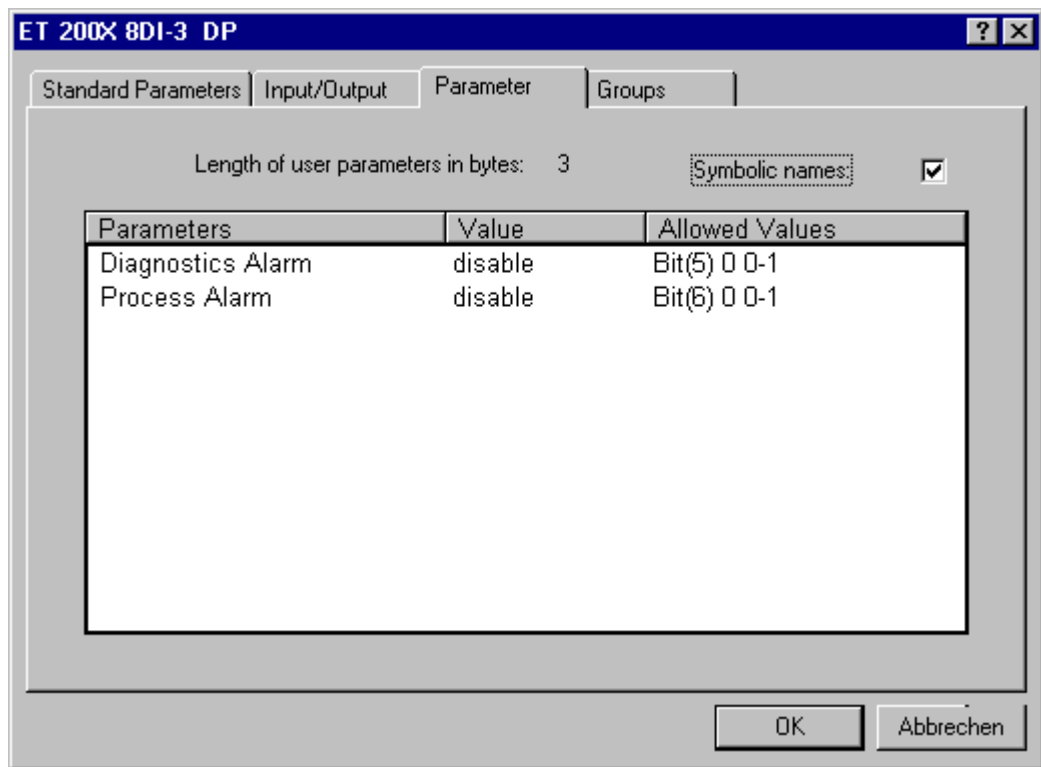 ET 200X 8DI-3 DP
Standard Parameters Input/Output Parameter Groups
Length of user parameters in bytes: 3 Symbolic names:
Parameters Value Allowed Values
Diagnostics Alarm disable Bit(5) 0 0-1
Process Alarm disable Bit(6) 0 0-1
OK Abbrechen